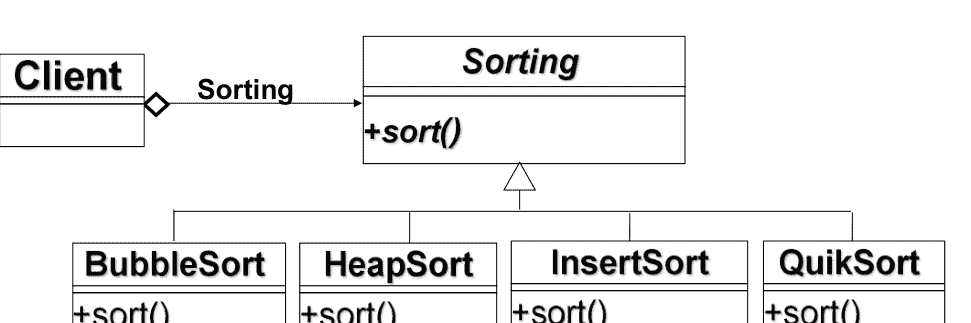 Sorting
Client
Sorting
+sort()
BubbleSort
HeapSort
InsertSort
QuikSort
+sort()
+sort()
+sort()
+sort()